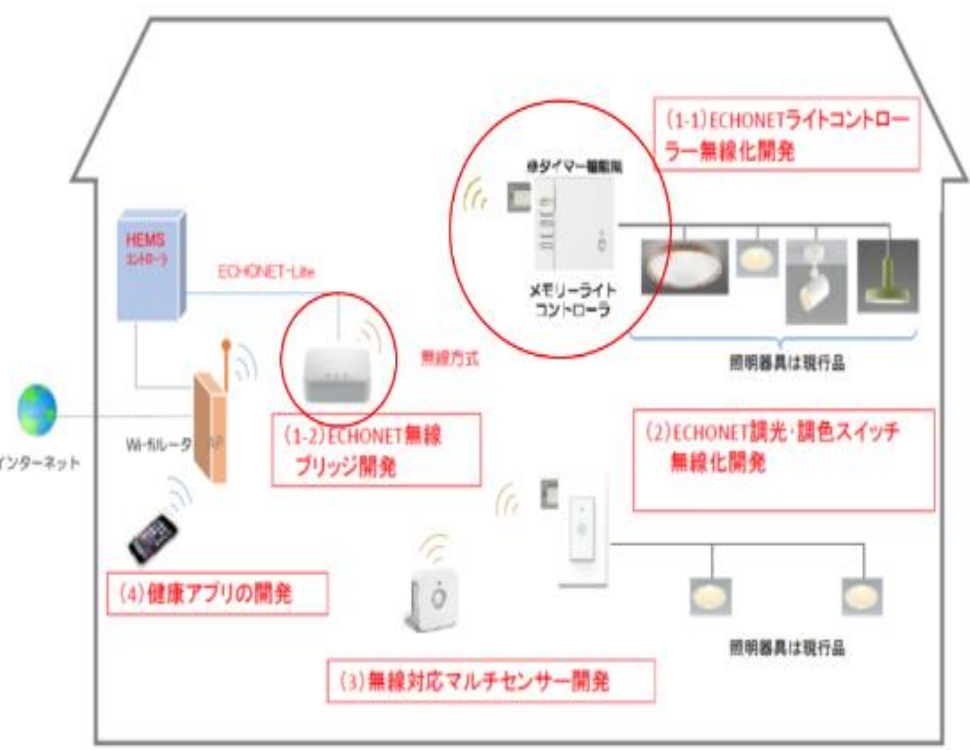 (1-1)ECHONETライトコントロー
ラー無線化開発
HEMS
コントローラ
ECHONET-Lite
メモリーライト
コントローラ
照明器具は現行品
無線方式
(1-2)ECHONET無線
ブリッジ開発
(2)ECHONET調光・調色スイッチ
無線化開発
Wi-fiルータ
インターネット
(4)健康アプリの開発
(3)無線対応マルチセンサー開発
照明器具は現行品